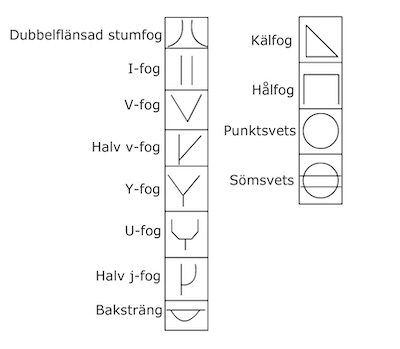 Dubbelflänsad stumfog
I-fog
V-fog
Halv v-fog
Y-fog
U-fog
Halv j-fog
Baksträng
Kälfog
Hålfog
Punktsvets
Sömsvets